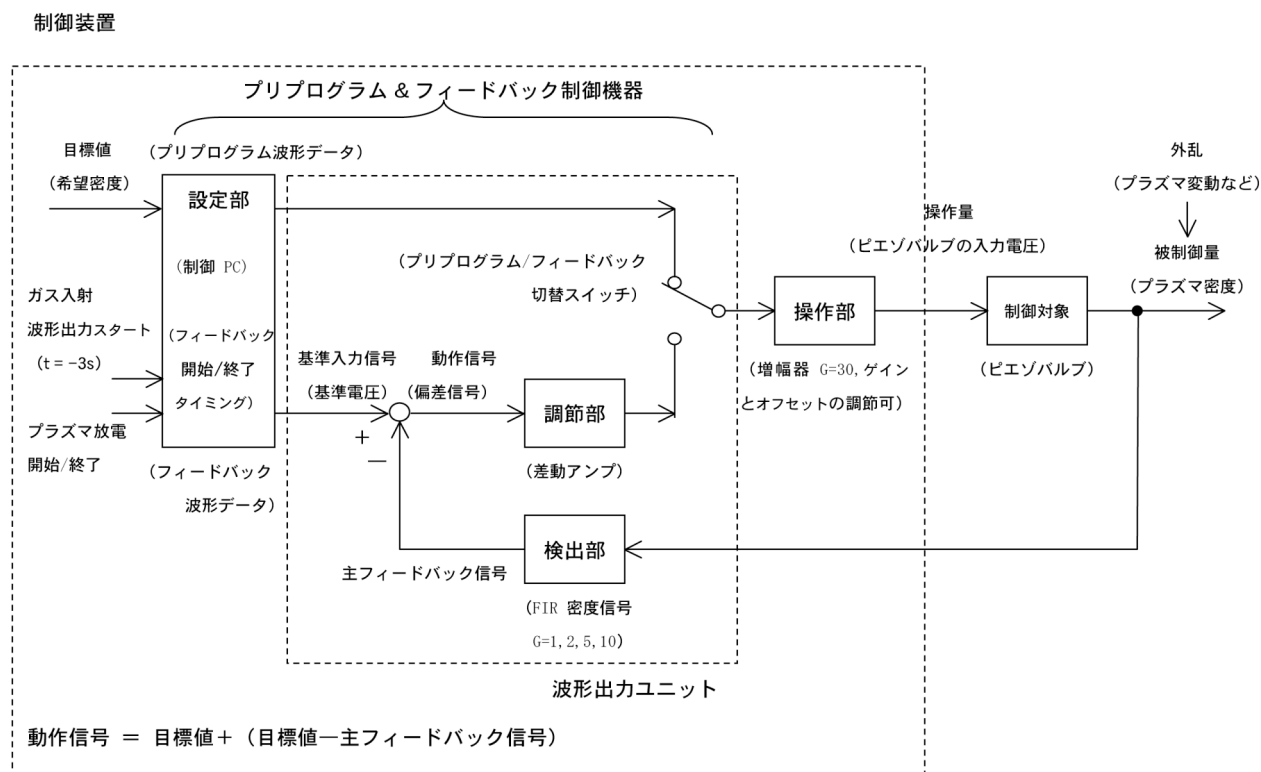 制御装置
プリプログラム & フィードバック制御機器
目標値
(希望密度)
(プリプログラム波形データ)
設定部
(制御 PC)
(フィードバック
開始/終了
タイミング)
ガス入射
波形出力スタート
(t = -3s)
プラズマ放電
開始/終了
(フィードバック
波形データ)
(プリプログラム/フィードバック
切替スイッチ)
基準入力信号
(基準電圧)
動作信号
(偏差信号)
+
―
調節部
(差動アンプ)
検出部
主フィードバック信号
(FIR 密度信号
G=1,2,5,10)
波形出力ユニット
操作部
(増幅器 G=30,ゲイン
とオフセットの調節可)
操作量
(ピエゾバルブの入力電圧)
制御対象
(ピエゾバルブ)
外乱
(プラズマ変動など)
被制御量
(プラズマ密度)
動作信号 = 目標値+(目標値―主フィードバック信号)